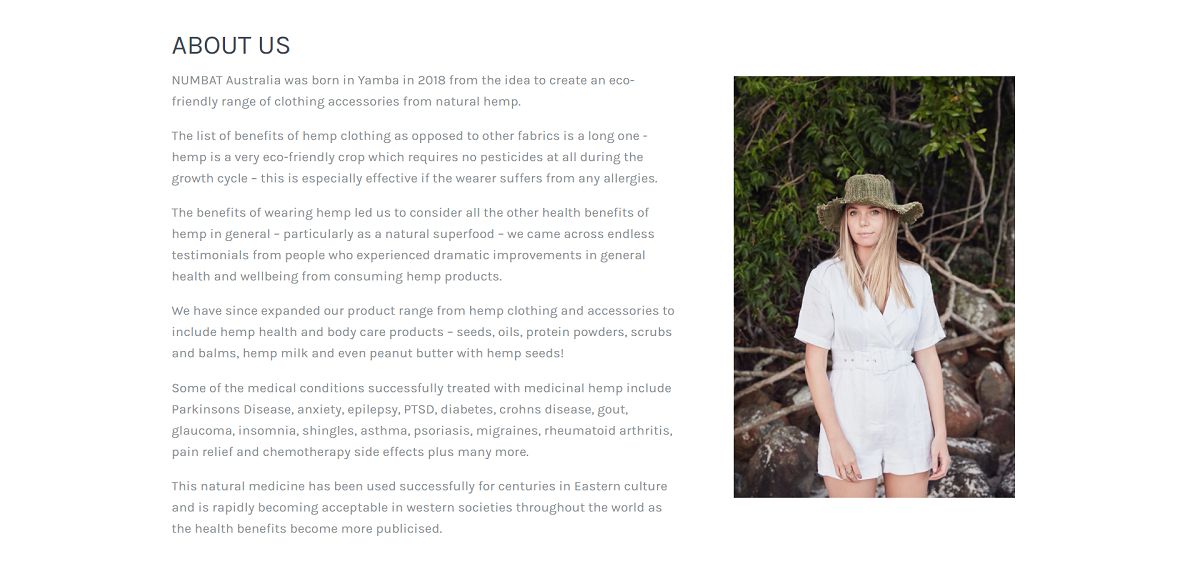 ABOUT US
NUMBAT Australia was born in Yamba in 2018 from the idea to create an eco-
friendly range of clothing accessories from natural hemp.
The list of benefits of hemp clothing as opposed to other fabrics is a long one -
hemp is a very eco-friendly crop which requires no pesticides at all during the
growth cycle – this is especially effective if the wearer suffers from any allergies.
The benefits of wearing hemp led us to consider all the other health benefits of
hemp in general – particularly as a natural superfood – we came across endless
testimonials from people who experienced dramatic improvements in general
health and wellbeing from consuming hemp products.
We have since expanded our product range from hemp clothing and accessories to
include hemp health and body care products – seeds, oils, protein powders, scrubs
and balms, hemp milk and even peanut butter with hemp seeds!
Some of the medical conditions successfully treated with medicinal hemp include
Parkinsons Disease, anxiety, epilepsy, PTSD, diabetes, crohns disease, gout,
glaucoma, insomnia, shingles, asthma, psoriasis, migraines, rheumatoid arthritis,
pain relief and chemotherapy side effects plus many more.
This natural medicine has been used successfully for centuries in Eastern culture
and is rapidly becoming acceptable in western societies throughout the world as
the health benefits become more publicised.